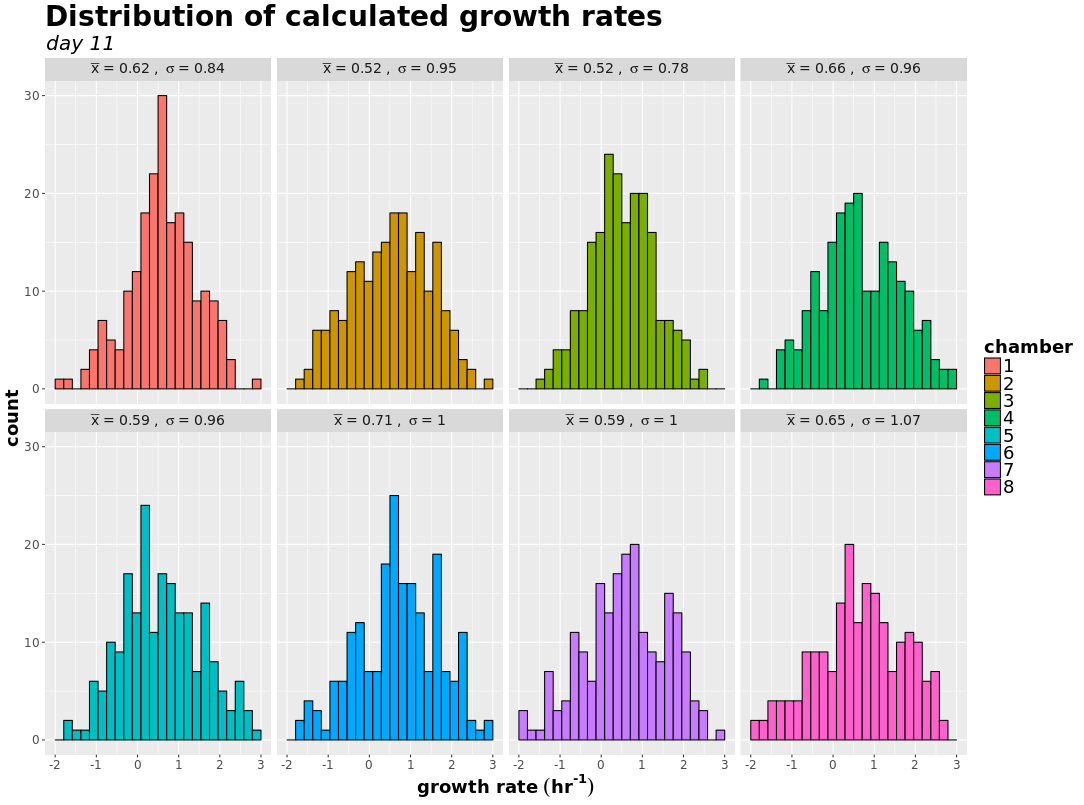 Distribution of calculated growth rates
day 11
x̅ = 0.62 , σ = 0.84
x̅ = 0.52 , σ = 0.95
x̅ = 0.52 , σ = 0.78
x̅ = 0.66 , σ = 0.96
30
20
10
0
x̅ = 0.59 , σ = 0.96
x̅ = 0.71 , σ = 1
x̅ = 0.59 , σ = 1
x̅ = 0.65 , σ = 1.07
30
20
10
0
-2 -1 0 1 2 3
-2 -1 0 1 2 3
-2 -1 0 1 2 3
-2 -1 0 1 2 3
count
growth rate (hr⁻¹)
chamber
1
2
3
4
5
6
7
8